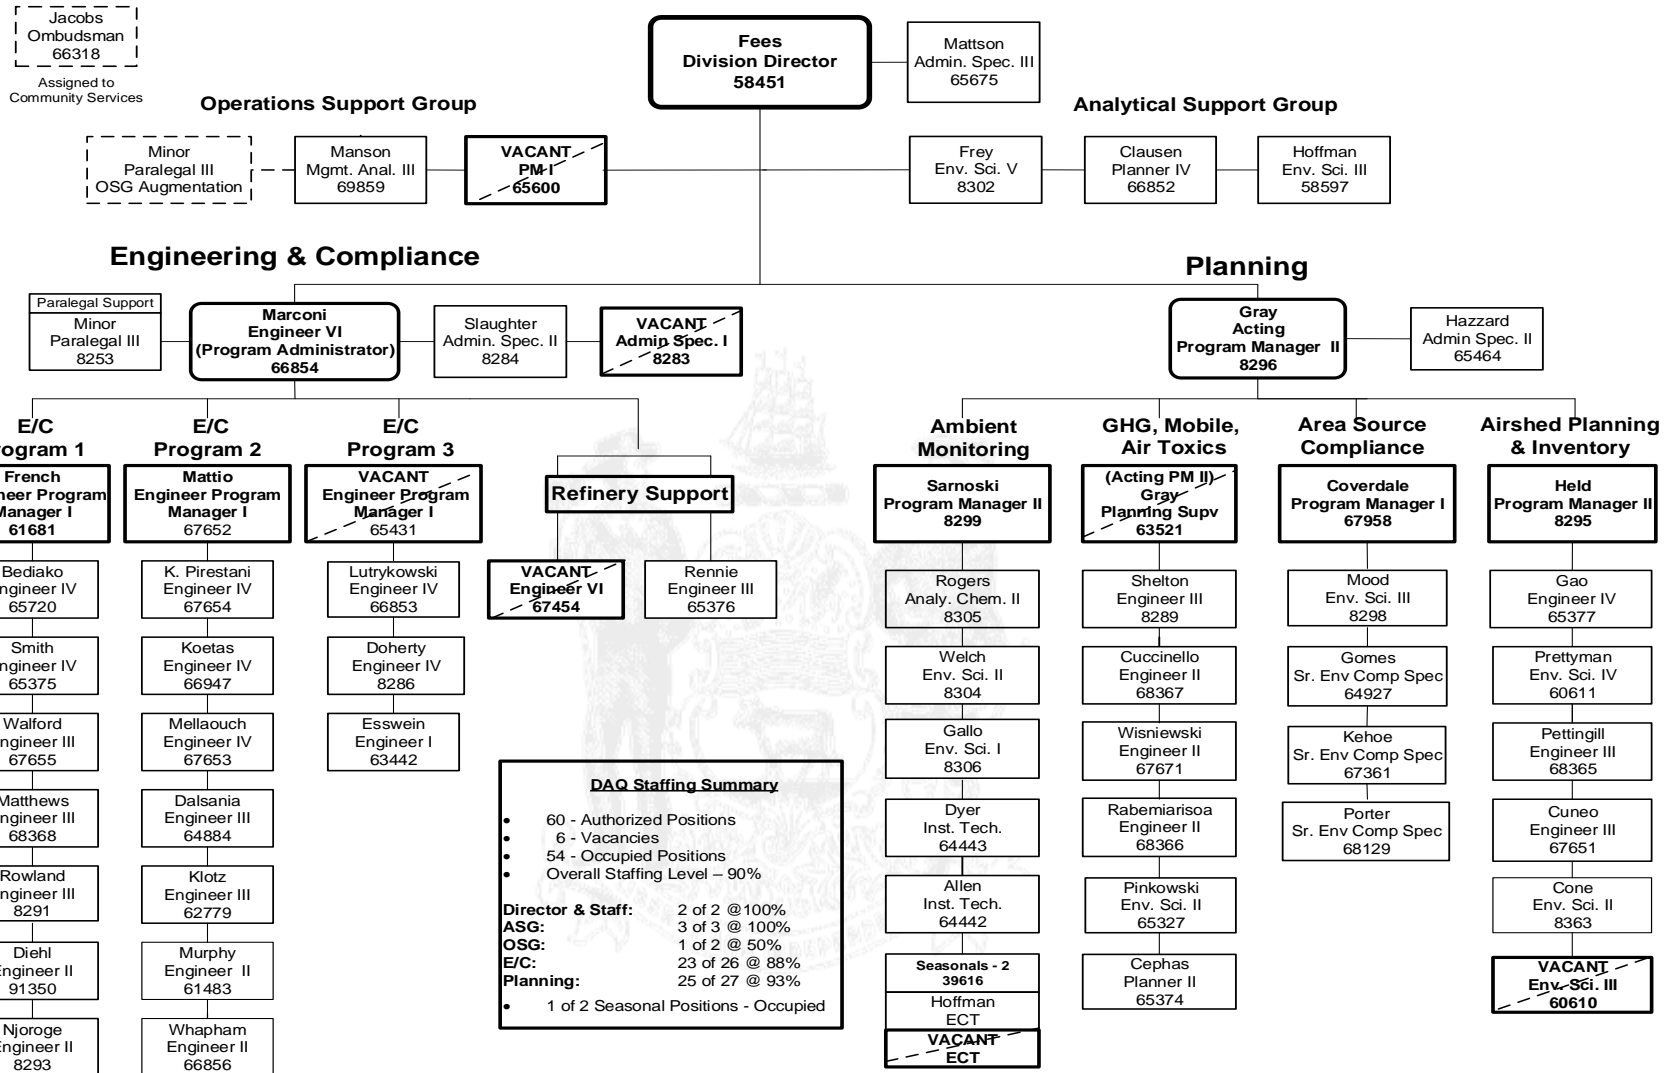 Jacobs
Ombudsman
66318
Assigned to
Community Services
Fees
Division Director
58451
Mattson
Admin. Spec. III
65675
Operations Support Group
Analytical Support Group
Minor
Paralegal III
OSG Augmentation
Manson
Mgmt. Anal. III
69859
VACANT
PM I
65600
Frey
Env. Sci. V
8302
Clausen
Planner IV
66852
Hoffman
Env. Sci. III
58597
Engineering & Compliance
Planning
Paralegal Support
Minor
Paralegal III
8253
Marconi
Engineer VI
(Program Administrator)
66854
Slaughter
Admin. Spec. II
8284
VACANT
Admin Spec. I
8283
Gray
Acting
Program Manager II
8296
Hazzard
Admin Spec. II
65464
E/C
rogram 1
French
neer Program
Manager I
61681
Bediako
ngineer IV
65720
Smith
ngineer IV
65375
Walford
ngineer III
67655
Matthews
ngineer III
68368
Rowland
ngineer III
8291
Diehl
ngineer II
91350
Njoroge
ngineer II
8293
E/C
Program 2
Mattio
Engineer Program
Manager I
67652
K. Pirestani
Engineer IV
67654
Koetas
Engineer IV
66947
Mellaouch
Engineer IV
67653
Dalsania
Engineer III
64884
Klotz
Engineer III
62779
Murphy
Engineer II
61483
Whapham
Engineer II
66856
E/C
Program 3
VACANT
Engineer Program
Manager I
65431
Lutrykowski
Engineer IV
66853
Doherty
Engineer IV
8286
Esswein
Engineer I
63442
Refinery Support
VACANT
Engineer VI
67454
Rennie
Engineer III
65376
DAQ Staffing Summary
• 60 - Authorized Positions
• 6 - Vacancies
• 54 - Occupied Positions
• Overall Staffing Level – 90%
Director & Staff: 2 of 2 @100%
ASG: 3 of 3 @ 100%
OSG: 1 of 2 @ 50%
E/C: 23 of 26 @ 88%
Planning: 25 of 27 @ 93%
• 1 of 2 Seasonal Positions - Occupied
Ambient
Monitoring
Sarnoski
Program Manager II
8299
Rogers
Analy. Chem. II
8305
Welch
Env. Sci. II
8304
Gallo
Env. Sci. I
8306
Dyer
Inst. Tech.
64443
Allen
Inst. Tech.
64442
Seasonals - 2
39616
Hoffman
ECT
VACANT
ECT
GHG, Mobile,
Air Toxics
(Acting PM II)
Gray
Planning Supv
63521
Shelton
Engineer III
8289
Cuccinello
Engineer II
68367
Wisniewski
Engineer II
67671
Rabemiarisoa
Engineer II
68366
Pinkowski
Env. Sci. II
65327
Cephas
Planner II
65374
Area Source
Compliance
Coverdale
Program Manager I
67958
Mood
Env. Sci. III
8298
Gomes
Sr. Env Comp Spec
64927
Kehoe
Sr. Env Comp Spec
67361
Porter
Sr. Env Comp Spec
68129
Airshed Planning
& Inventory
Held
Program Manager II
8295
Gao
Engineer IV
65377
Prettyman
Env. Sci. IV
60611
Pettingill
Engineer III
68365
Cuneo
Engineer III
67651
Cone
Env. Sci. II
8363
VACANT
Env. Sci. III
60610